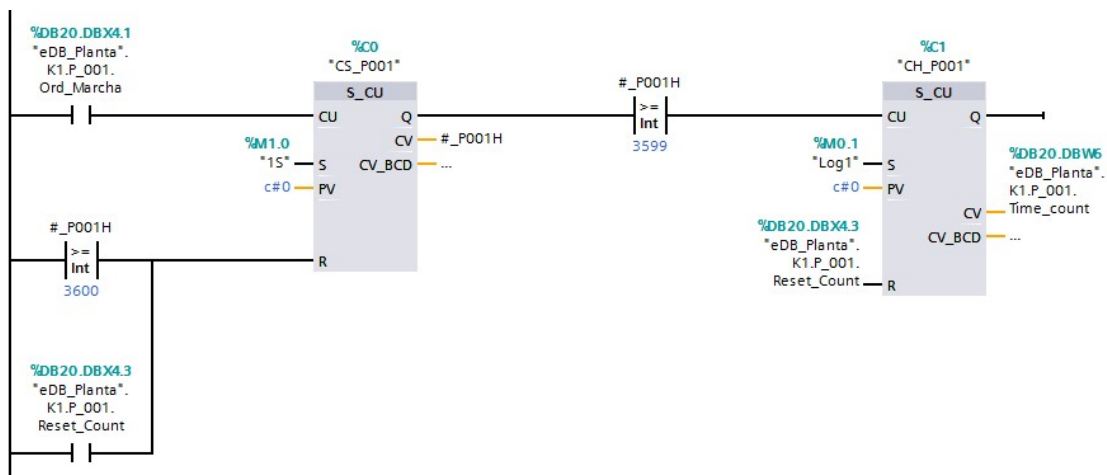 %DB20.DBX4.1
"eDB_Planta".
K1.P_001.
Ord_Marcha
%C0
"CS_P001"
S_CU
CU
Q
CV
#_P001H
%M1.0
"1S"
S
CV_BCD
...
c#0
PV
#_P001H
>=
Int
3600
R
%DB20.DBX4.3
"eDB_Planta".
K1.P_001.
Reset_Count
#_P001H
>=
Int
3599
%C1
"CH_P001"
S_CU
CU
Q
%M0.1
"Log1"
S
c#0
PV
%DB20.DBW6
"eDB_Planta".
K1.P_001.
Time_count
CV
CV_BCD
...
%DB20.DBX4.3
"eDB_Planta".
K1.P_001.
Reset_Count
R